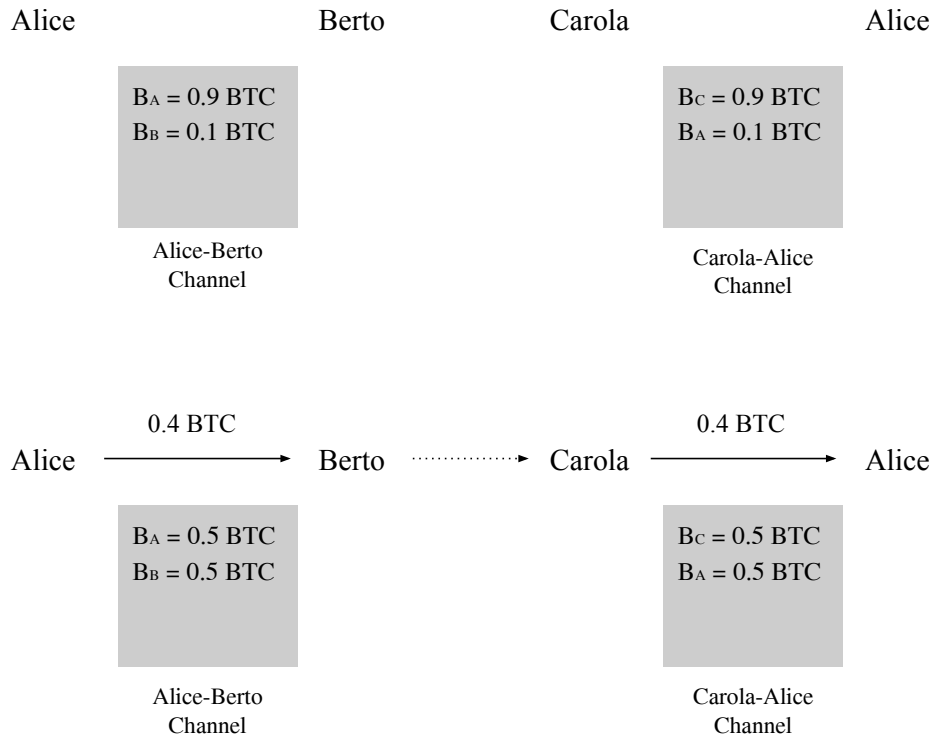 Alice Berto Carola Alice
BA = 0.9 BTC
BB = 0.1 BTC
Alice-Berto
Channel
BC = 0.9 BTC
BA = 0.1 BTC
Carola-Alice
Channel
0.4 BTC 0.4 BTC
Alice Berto Carola Alice
BA = 0.5 BTC
BB = 0.5 BTC
Alice-Berto
Channel
BC = 0.5 BTC
BA = 0.5 BTC
Carola-Alice
Channel